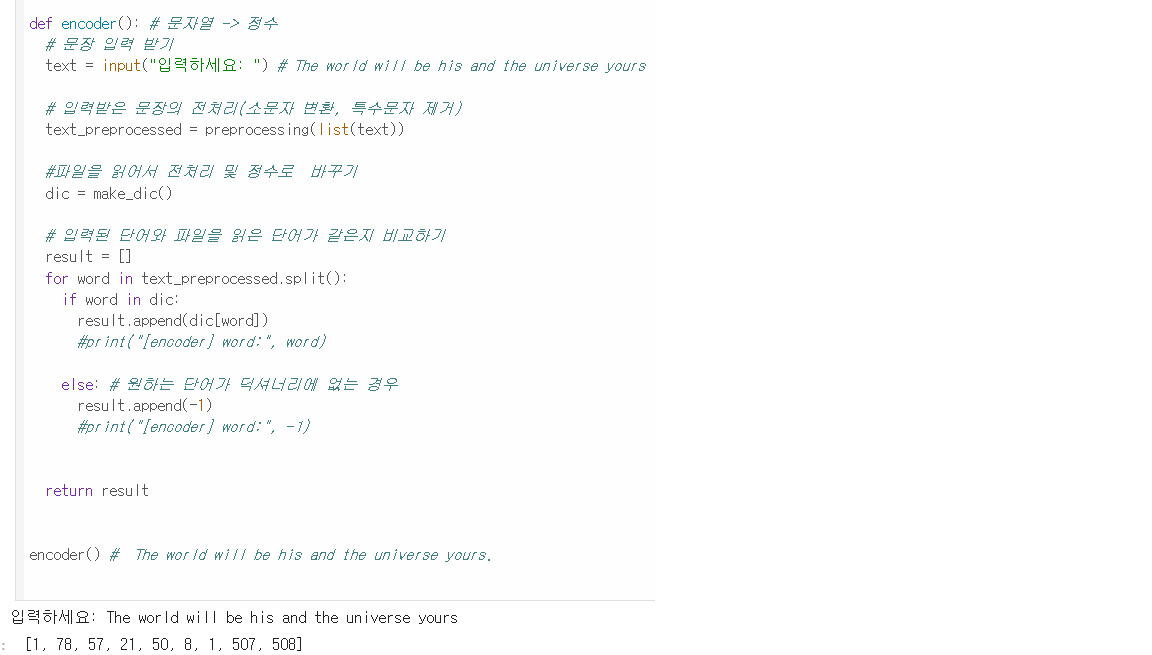 def encoder(): # 문자열 -> 정수
# 문장 입력 받기
text = input("입력하세요: ") # The world will be his and the universe yours
# 입력받은 문장의 전처리(소문자 변환, 특수문자 제거)
text_preprocessed = preprocessing(list(text))
#파일을 읽어서 전처리 및 정수로  바꾸기
dic = make_dic()
# 입력된 단어와 파일을 읽은 단어가 같은지 비교하기
result = []
for word in text_preprocessed.split():
if word in dic:
result.append(dic[word])
#print("[encoder] word:", word)
else: # 원하는 단어가 딕셔너리에 없는 경우
result.append(-1)
#print("[encoder] word:", -1)
return result
encoder() #  The world will be his and the universe yours.
입력하세요: The world will be his and the universe yours
: [1, 78, 57, 21, 50, 8, 1, 507, 508]